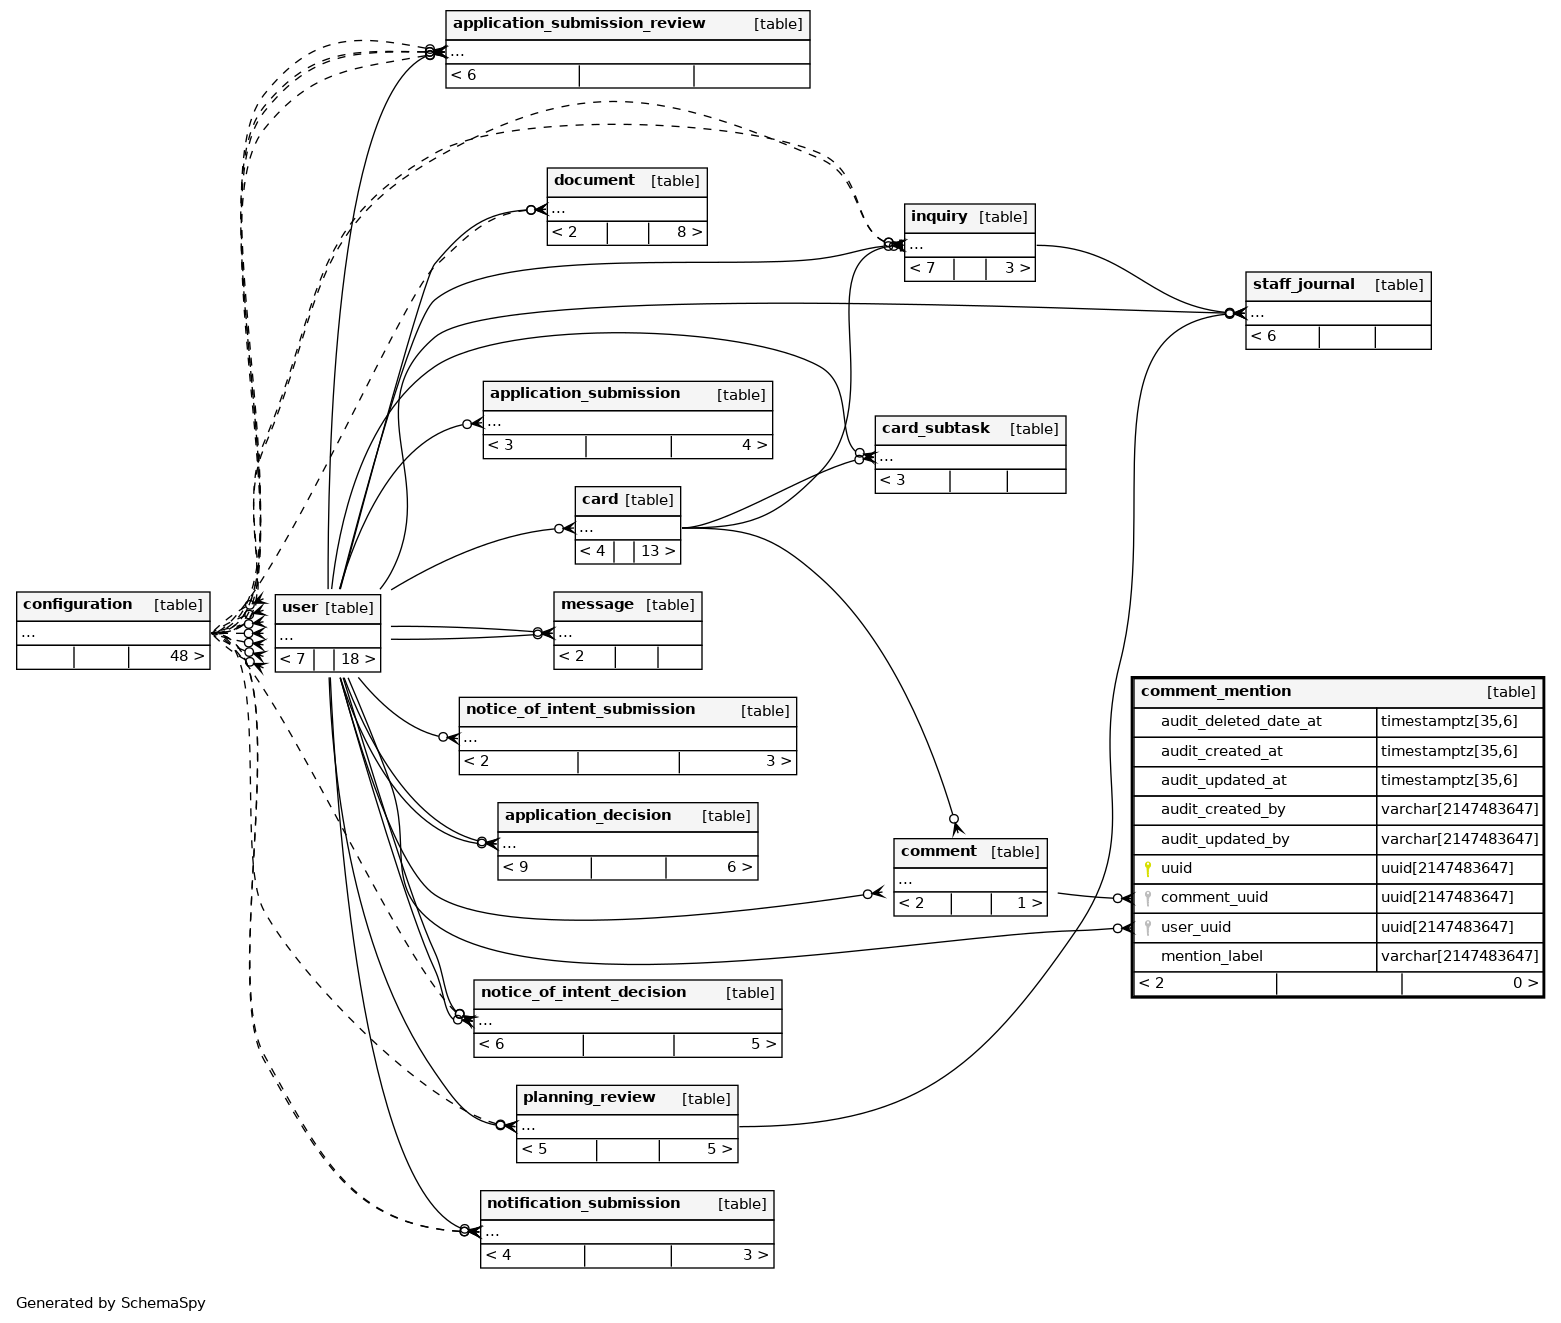 application_submission_review [table]
...
< 6
document [table]
...
< 2 8 >
inquiry [table]
...
< 7 3 >
staff_journal [table]
...
< 6
application_submission [table]
...
< 3 4 >
card_subtask [table]
...
< 3
card [table]
...
< 4 13 >
configuration [table]
...
48 >
user [table]
...
< 7 18 >
message [table]
...
< 2
notice_of_intent_submission [table]
...
< 2 3 >
application_decision [table]
...
< 9 6 >
comment [table]
...
< 2 1 >
comment_mention [table]
audit_deleted_date_at timestamptz[35,6]
audit_created_at timestamptz[35,6]
audit_updated_at timestamptz[35,6]
audit_created_by varchar[2147483647]
audit_updated_by varchar[2147483647]
uuid uuid[2147483647]
comment_uuid uuid[2147483647]
user_uuid uuid[2147483647]
mention_label varchar[2147483647]
< 2 0 >
notice_of_intent_decision [table]
...
< 6 5 >
planning_review [table]
...
< 5 5 >
notification_submission [table]
...
< 4 3 >
Generated by SchemaSpy